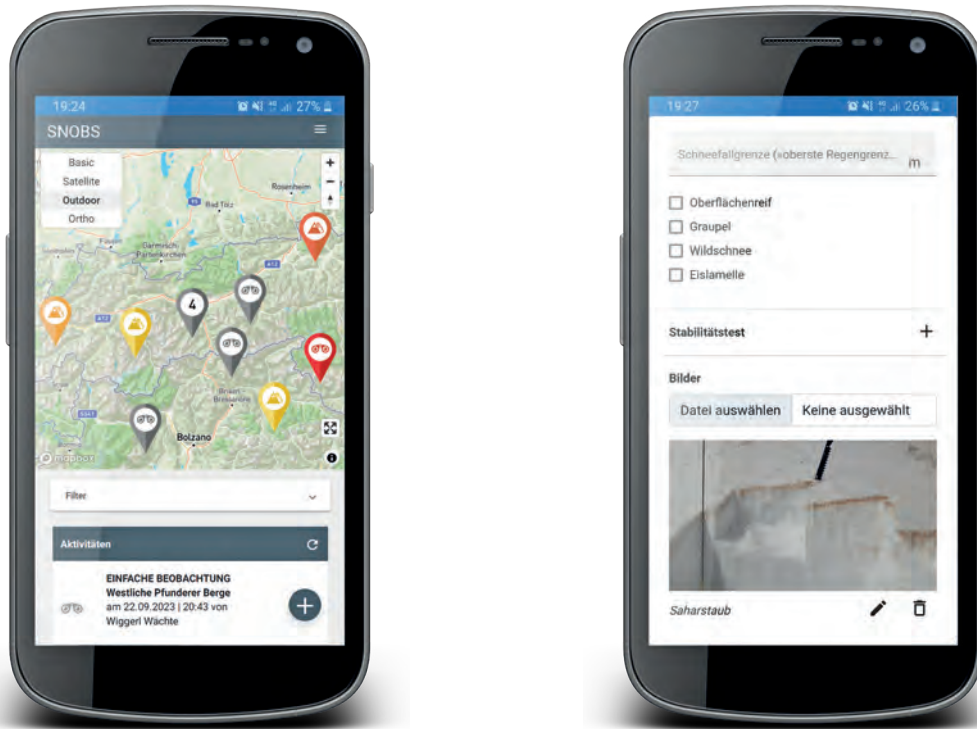 19:24
27%
SNOBS
Basic
Satellite
Outdoor
Ortho
Rosenheim
Bad Tölz
Füssen
Garmisch-
Partenkirchen
4
Bolzano
mapbox
Filter
Aktivitäten
EINFACHE BEOBACHTUNG
Westliche Pfunderer Berge
am 22.09.2023 | 20:43 von
Wiggerl Wächte
19:27
26%
Schneefallgrenze (»oberste Regengrenz...
m
Oberflächenreif
Graupel
Wildschnee
Eislamelle
Stabilitätstest
Bilder
Datei auswählen
Keine ausgewählt
Saharstaub